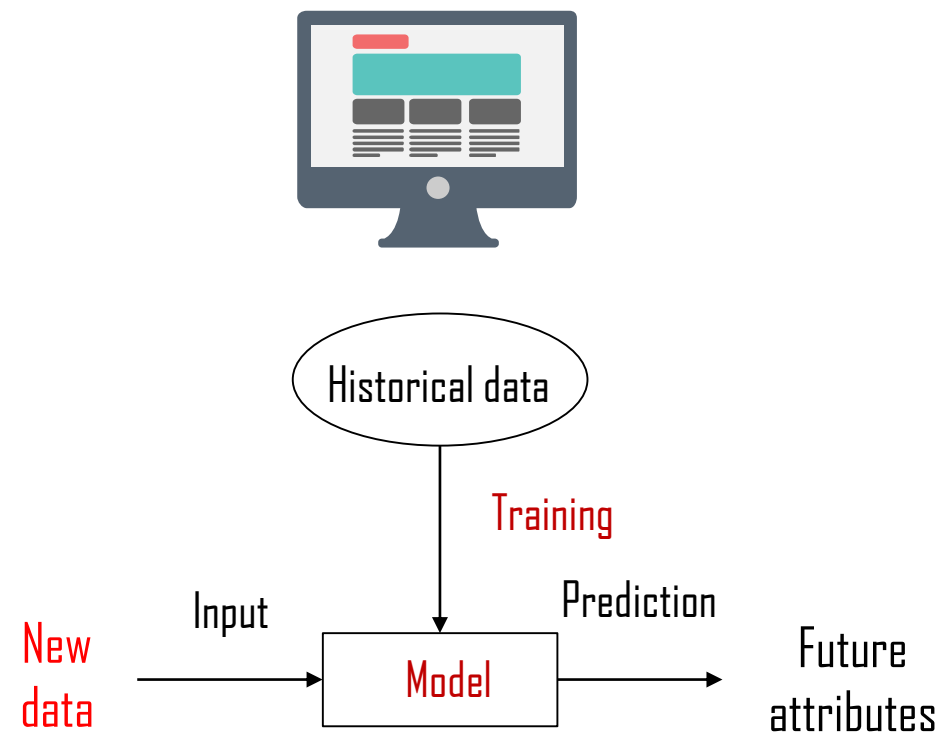 Historical data
Training
Input
Prediction
New
data
Model
Future
attributes